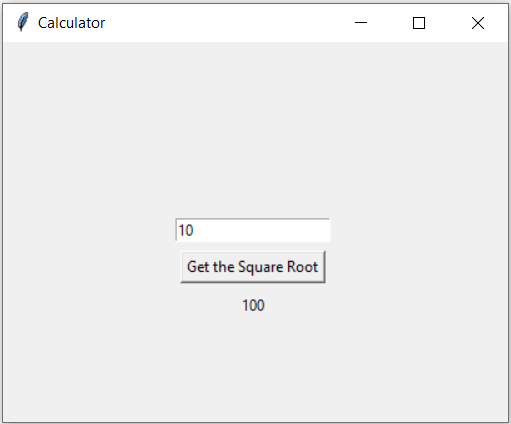 Calculator
10
Get the Square Root
100